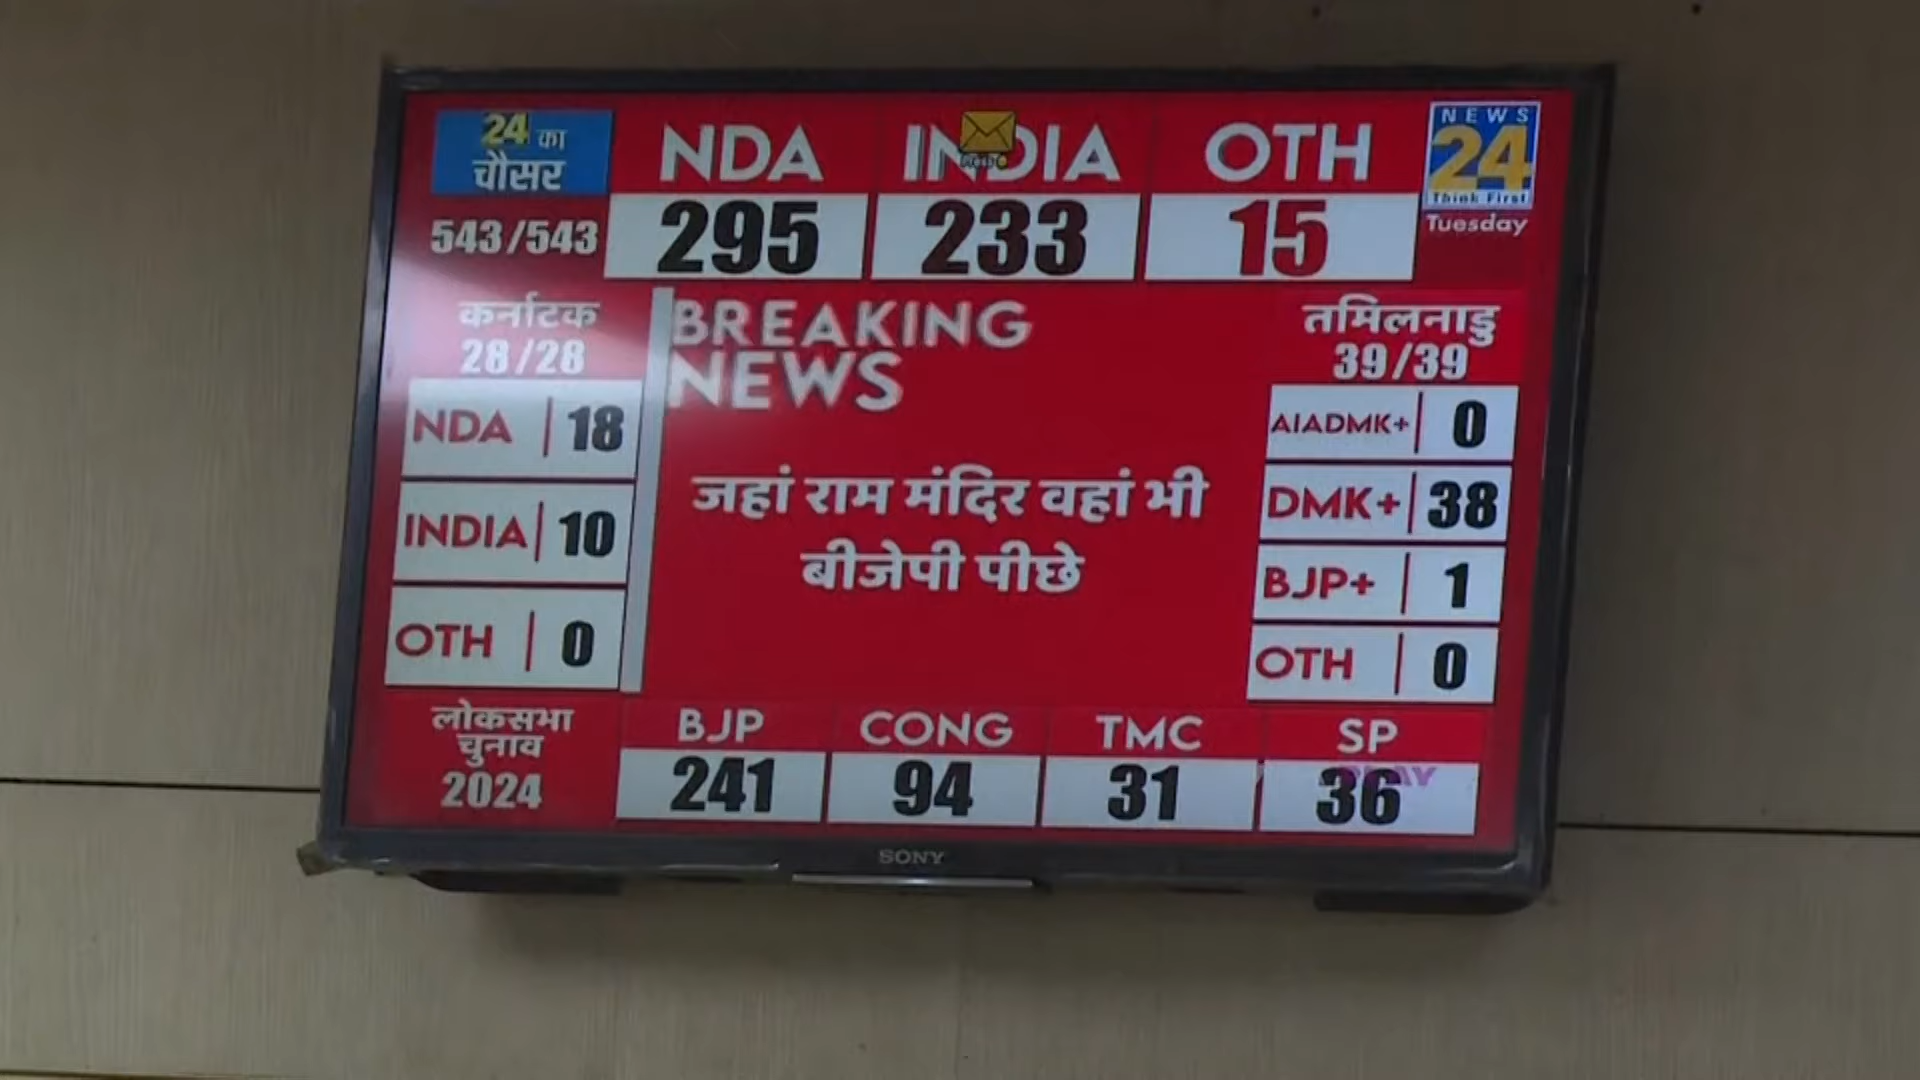 24 का
चौसर
543/543
NDA INDIA OTH
295 233 15
NEWS
24
Think First
Tuesday
कर्नाटक
28/28
NDA 18
INDIA 10
OTH 0
BREAKING
NEWS
जहां राम मंदिर वहां भी
बीजेपी पीछे
तमिलनाडु
39/39
AIADMK+ 0
DMK+ 38
BJP+ 1
OTH 0
लोकसभा
चुनाव
2024
BJP CONG TMC SP
241 94 31 36
PLAY
SONY